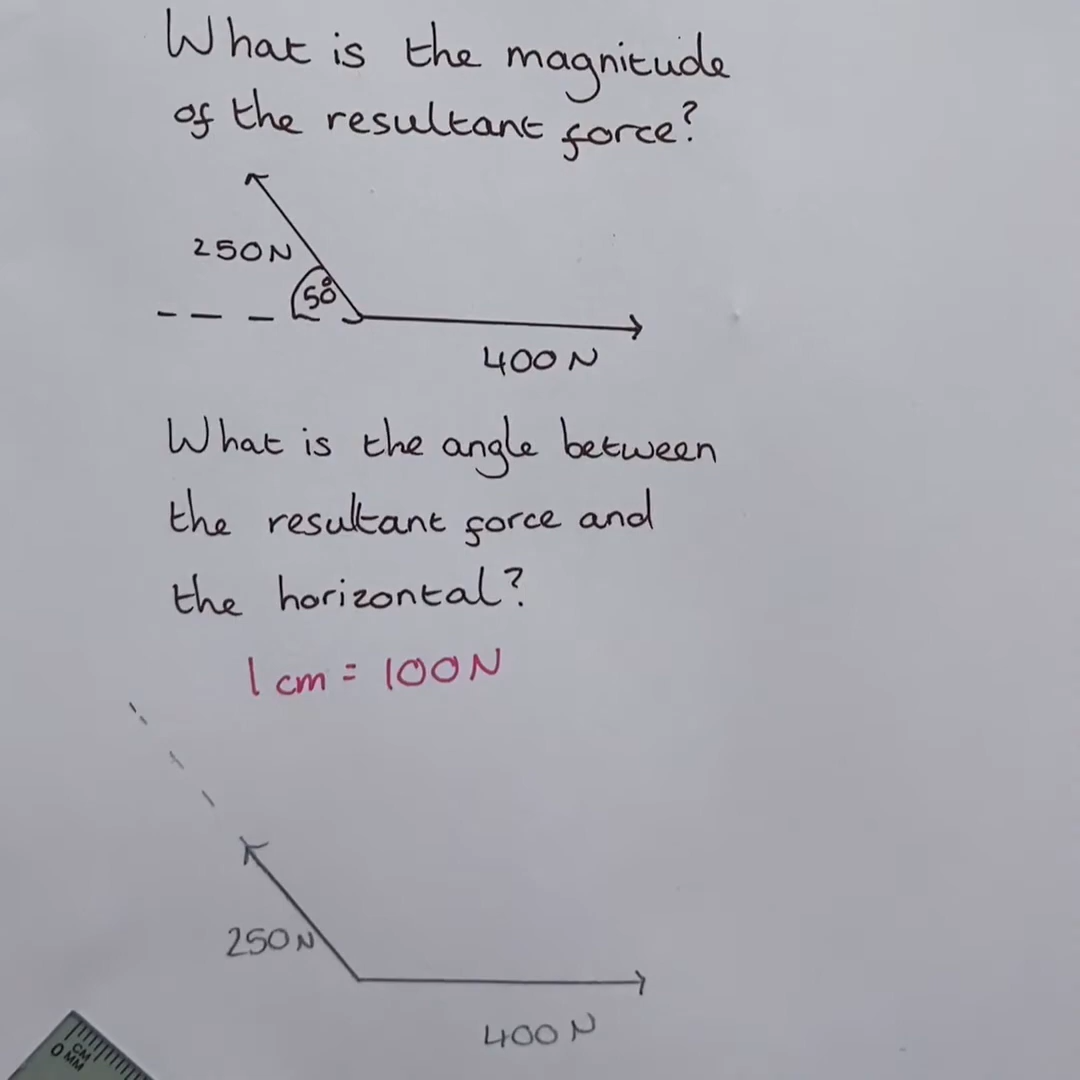 What is the magnitude
of the resultant force?
250N
50°
400N
What is the angle between
the resultant force and
the horizontal?
1 cm = 100N
250N
400N
CM
0 MM